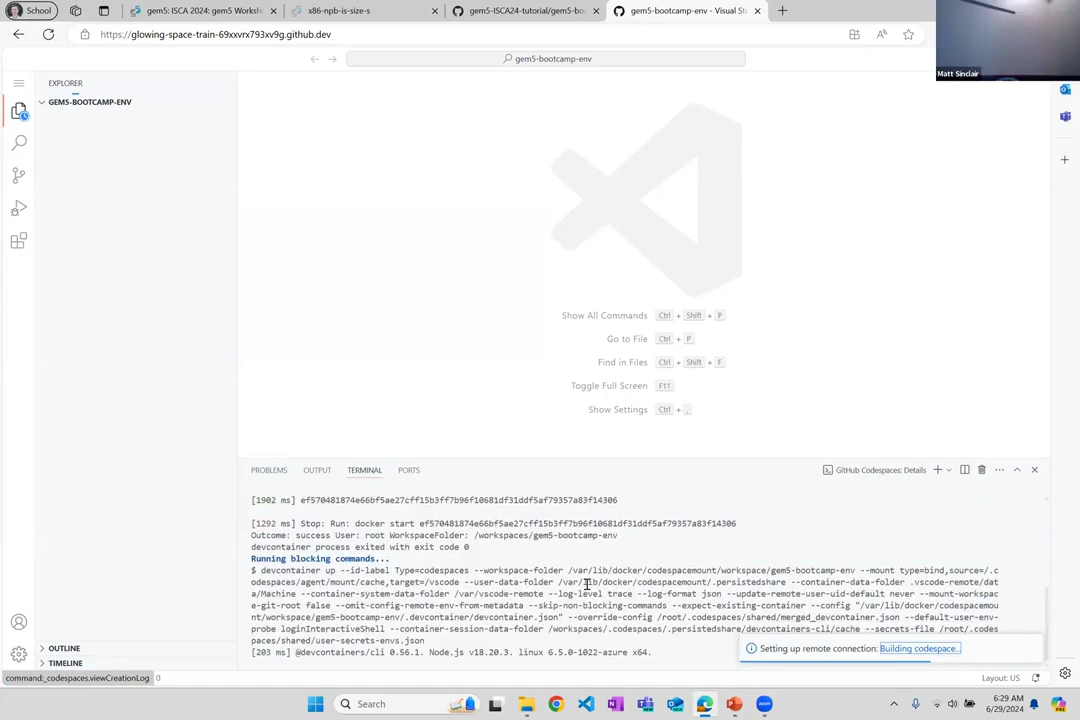 School
gem5: ISCA 2024: gem5 Worksh
x86-npb-is-size-s
gem5-ISCA24-tutorial/gem5-bo
gem5-bootcamp-env - Visual St
https://glowing-space-train-69xxvrx793xv9g.github.dev
gem5-bootcamp-env
Matt Sinclair
EXPLORER
GEM5-BOOTCAMP-ENV
Show All Commands Ctrl + Shift + P
Go to File Ctrl + P
Find in Files Ctrl + Shift + F
Toggle Full Screen F11
Show Settings Ctrl + ,
PROBLEMS OUTPUT TERMINAL PORTS
GitHub Codespaces: Details
[1902 ms] ef570481874e66bf5ae27cff15b3ff7b96f10681df31ddf5af79357a83f14306
[1292 ms] Stop: Run: docker start ef570481874e66bf5ae27cff15b3ff7b96f10681df31ddf5af79357a83f14306
Outcome: success User: root WorkspaceFolder: /workspaces/gem5-bootcamp-env
devcontainer process exited with exit code 0
Running blocking commands...
$ devcontainer up --id-label Type=codespaces --workspace-folder /var/lib/docker/codespacemount/workspace/gem5-bootcamp-env --mount type=bind,source=/.c
odespaces/agent/mount/cache,target=/vscode --user-data-folder /var/lib/docker/codespacemount/.persistedshare --container-data-folder .vscode-remote/dat
a/Machine --container-system-data-folder /var/vscode-remote --log-level trace --log-format json --update-remote-user-uid-default never --mount-workspac
e-git-root false --omit-config-remote-env-from-metadata --skip-non-blocking-commands --expect-existing-container --config "/var/lib/docker/codespacemou
nt/workspace/gem5-bootcamp-env/.devcontainer/devcontainer.json" --override-config /root/.codespaces/shared/merged_devcontainer.json --default-user-env-
probe loginInteractiveShell --container-session-data-folder /workspaces/.codespaces/.persistedshare/devcontainers-cli/cache --secrets-file /root/.codes
paces/shared/user-secrets-envs.json
[203 ms] @devcontainers/cli 0.56.1. Node.js v18.20.3. linux 6.5.0-1022-azure x64.
Setting up remote connection: Building codespace...
OUTLINE
TIMELINE
command:_codespaces.viewCreationLog
0
Layout: US
Search
6:29 AM
6/29/2024